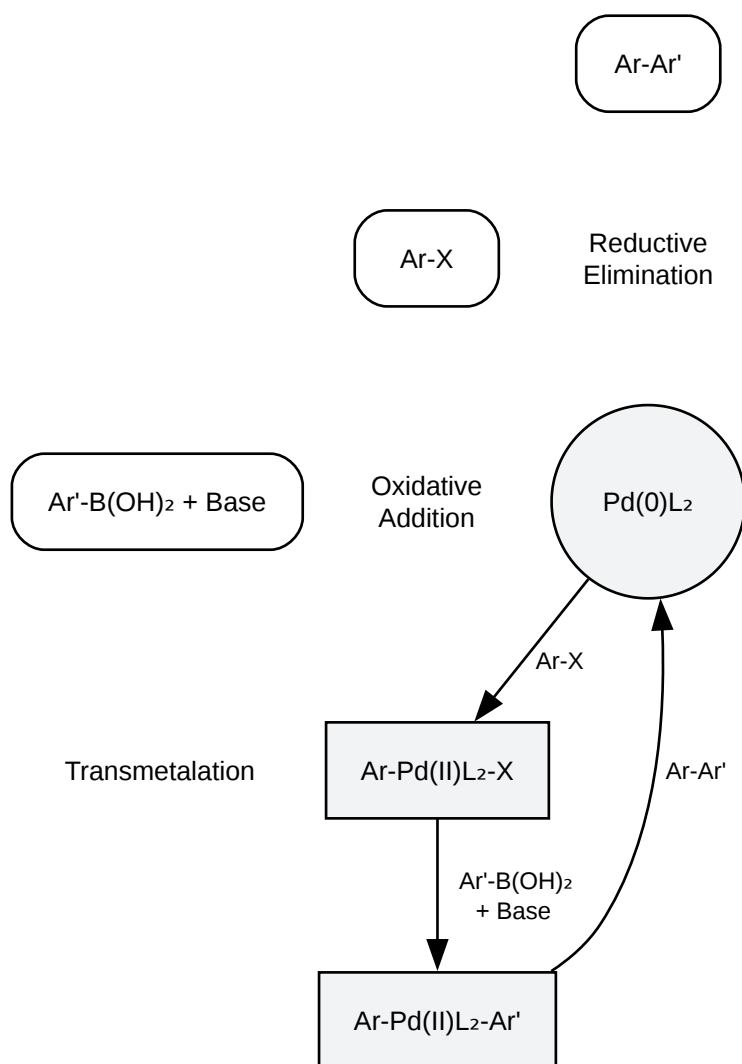 Ar-Ar'
Ar-X
Reductive
Elimination
Ar'-B(OH)₂ + Base
Oxidative
Addition
Pd(0)L₂
Ar-X
Transmetalation
Ar-Pd(II)L₂-X
Ar-Ar'
Ar'-B(OH)₂
+ Base
Ar-Pd(II)L₂-Ar'